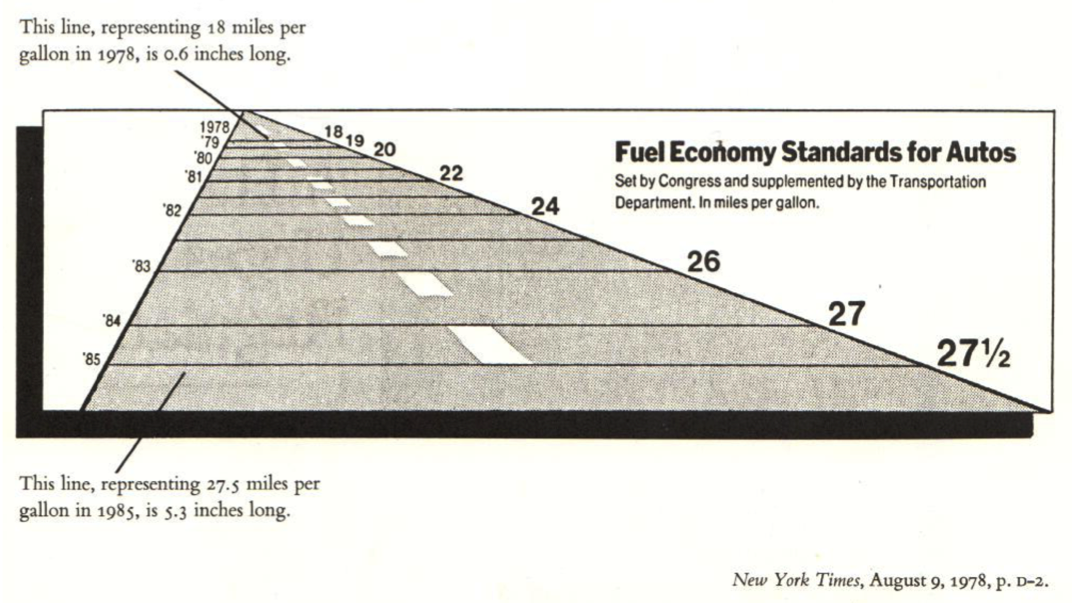 This line, representing 18 miles per
gallon in 1978, is 0.6 inches long.
1978 18
'79 19
'80 20
'81 22
'82 24
'83 26
'84 27
'85 27½
Fuel Economy Standards for Autos
Set by Congress and supplemented by the Transportation
Department. In miles per gallon.
This line, representing 27.5 miles per
gallon in 1985, is 5.3 inches long.
New York Times, August 9, 1978, p. D–2.